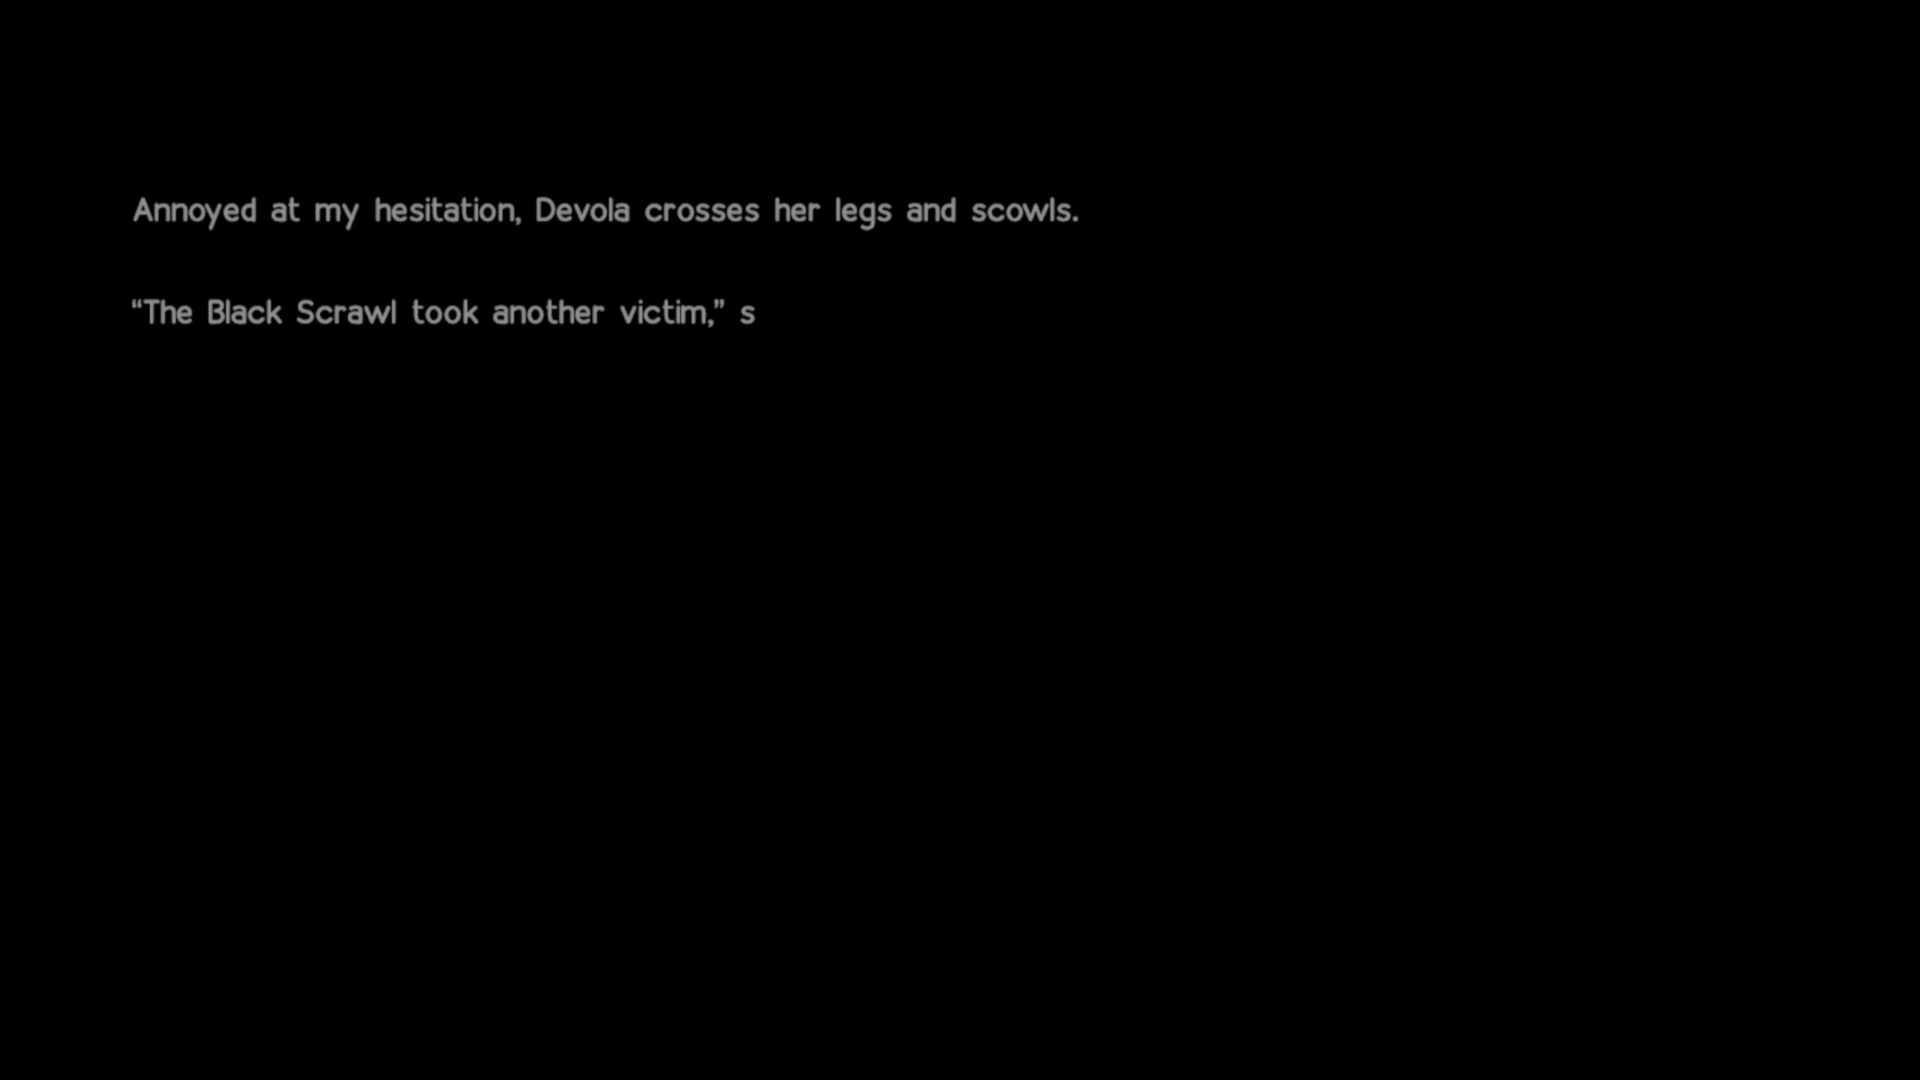 Annoyed at my hesitation, Devola crosses her legs and scowls.
“The Black Scrawl took another victim,” s